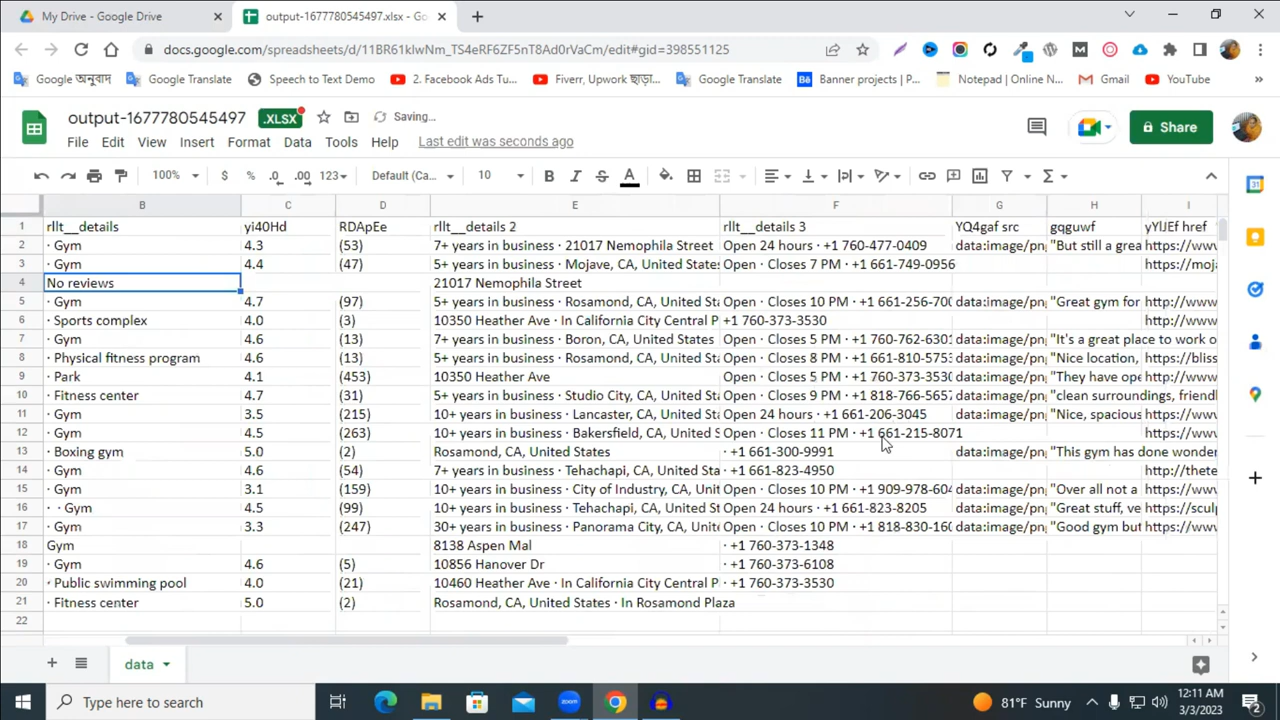 My Drive - Google Drive
output-1677780545497.xlsx - Go
docs.google.com/spreadsheets/d/11BR61klwNm_TS4eRF6ZF5nT8Ad0rVaCm/edit#gid=398551125
Google অনুবাদ
Google Translate
Speech to Text Demo
2. Facebook Ads Tu...
Fiverr, Upwork ছাড়া...
Google Translate
Banner projects | P...
Notepad | Online N...
Gmail
YouTube
output-1677780545497 .XLSX Saving...
File Edit View Insert Format Data Tools Help Last edit was seconds ago
Share
100% $ % .0 .00 123 Default (Ca... 10 B I S A
B C D E F G H I
1 rllt__details yi40Hd RDApEe rllt__details 2 rllt__details 3 YQ4gaf src gqguwf yYlJEf href
2 · Gym 4.3 (53) 7+ years in business · 21017 Nemophila Street Open 24 hours · +1 760-477-0409 data:image/pn "But still a grea https://www
3 · Gym 4.4 (47) 5+ years in business · Mojave, CA, United States Open · Closes 7 PM · +1 661-749-0956 https://moja
4 No reviews 21017 Nemophila Street
5 · Gym 4.7 (97) 5+ years in business · Rosamond, CA, United Sta Open · Closes 10 PM · +1 661-256-700 data:image/pn "Great gym for http://www
6 · Sports complex 4.0 (3) 10350 Heather Ave · In California City Central P +1 760-373-3530 http://www
7 · Gym 4.6 (13) 7+ years in business · Boron, CA, United States Open · Closes 5 PM · +1 760-762-6301 data:image/pn "It's a great place to work o
8 · Physical fitness program 4.6 (13) 5+ years in business · Rosamond, CA, United Sta Open · Closes 8 PM · +1 661-810-5753 data:image/pn "Nice location, https://bliss
9 · Park 4.1 (453) 10350 Heather Ave Open · Closes 5 PM · +1 760-373-3530 data:image/pn "They have ope http://www
10 · Fitness center 4.7 (31) 5+ years in business · Studio City, CA, United Sta Open · Closes 9 PM · +1 818-766-5657 data:image/pn "clean surroundings, friend
11 · Gym 3.5 (215) 10+ years in business · Lancaster, CA, United Sta Open 24 hours · +1 661-206-3045 data:image/pn "Nice, spacious https://www
12 · Gym 4.5 (263) 10+ years in business · Bakersfield, CA, United S Open · Closes 11 PM · +1 661-215-8071 https://www
13 · Boxing gym 5.0 (2) Rosamond, CA, United States · +1 661-300-9991 data:image/pn "This gym has done wonder
14 · Gym 4.6 (54) 7+ years in business · Tehachapi, CA, United Sta · +1 661-823-4950 http://thete
15 · Gym 3.1 (159) 10+ years in business · City of Industry, CA, Unit Open · Closes 10 PM · +1 909-978-604 data:image/pn "Over all not a https://www
16 · · Gym 4.5 (99) 10+ years in business · Tehachapi, CA, United Sta Open 24 hours · +1 661-823-8205 data:image/pn "Great stuff, ve https://sculp
17 · Gym 3.3 (247) 30+ years in business · Panorama City, CA, Unit Open · Closes 10 PM · +1 818-830-160 data:image/pn "Good gym but https://www
18 Gym 8138 Aspen Mal · +1 760-373-1348
19 · Gym 4.6 (5) 10856 Hanover Dr · +1 760-373-6108
20 · Public swimming pool 4.0 (21) 10460 Heather Ave · In California City Central P · +1 760-373-3530
21 · Fitness center 5.0 (2) Rosamond, CA, United States · In Rosamond Plaza
22
data
Type here to search
zoom
81°F Sunny
12:11 AM
3/3/2023
2